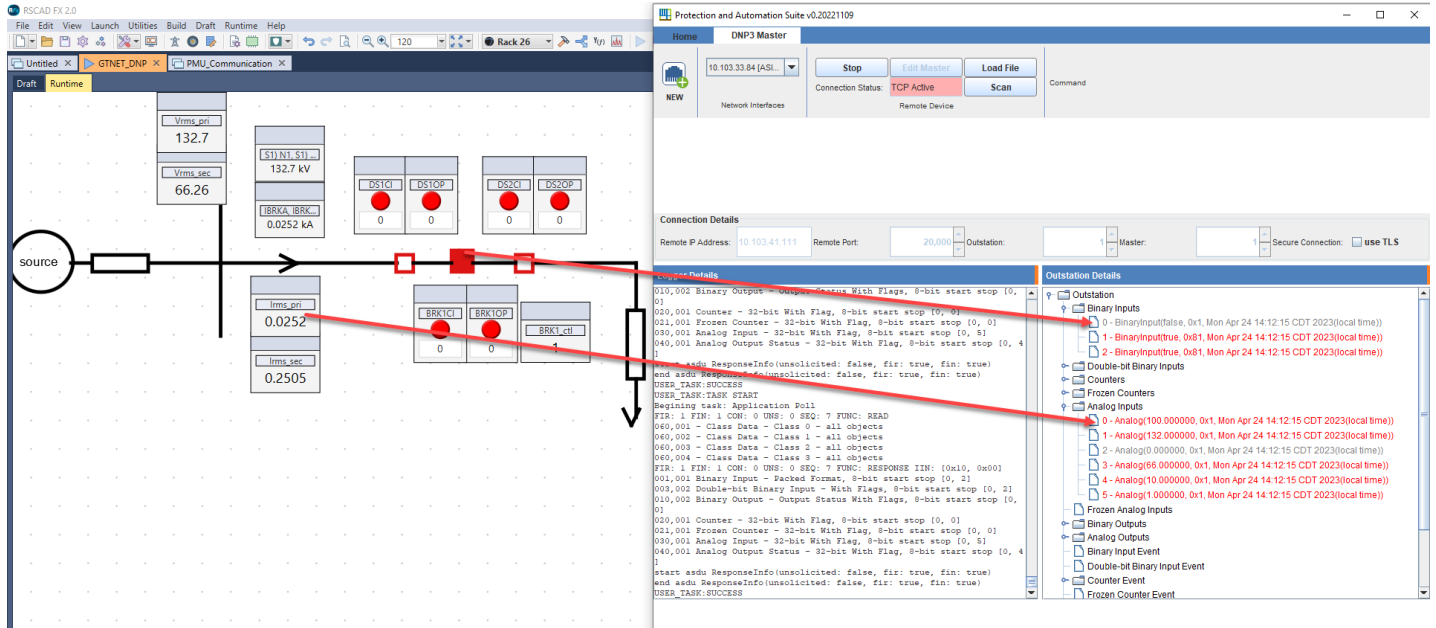 RSCAD FX 2.0
File Edit View Launch Utilities Build Draft Runtime Help
120
Rack 26
Untitled
GTNET_DNP
PMU_Communication
Draft
Runtime
Vrms_pri
132.7
Vrms_sec
66.26
S1) N1, S1) ...
132.7 kV
IBRKA, IBRK...
0.0252 kA
DS1Cl
DS1OP
0
0
DS2Cl
DS2OP
0
0
source
Irms_pri
0.0252
Irms_sec
0.2505
BRK1Cl
BRK1OP
0
0
BRK1_ctl
1
Protection and Automation Suite v0.20221109
Home
DNP3 Master
NEW
10.103.33.84 [ASI...
Network Interfaces
Stop
Edit Master
Load File
Connection Status:
TCP Active
Scan
Remote Device
Command
Connection Details
Remote IP Address:
10.103.41.111
Remote Port:
20,000
Outstation:
1
Master:
1
Secure Connection:
use TLS
Logger Details
010,002 Binary Output - Output Status With Flags, 8-bit start stop [0,
0]
020,001 Counter - 32-bit With Flag, 8-bit start stop [0, 0]
021,001 Frozen Counter - 32-bit With Flag, 8-bit start stop [0, 0]
030,001 Analog Input - 32-bit With Flag, 8-bit start stop [0, 5]
040,001 Analog Output Status - 32-bit With Flag, 8-bit start stop [0, 4
]
start asdu ResponseInfo(unsolicited: false, fir: true, fin: true)
end asdu ResponseInfo(unsolicited: false, fir: true, fin: true)
USER_TASK:SUCCESS
USER_TASK:TASK START
Begining task: Application Poll
FIR: 1 FIN: 1 CON: 0 UNS: 0 SEQ: 7 FUNC: READ
060,001 - Class Data - Class 0 - all objects
060,002 - Class Data - Class 1 - all objects
060,003 - Class Data - Class 2 - all objects
060,004 - Class Data - Class 3 - all objects
FIR: 1 FIN: 1 CON: 0 UNS: 0 SEQ: 7 FUNC: RESPONSE IIN: [0x10, 0x00]
001,001 Binary Input - Packed Format, 8-bit start stop [0, 2]
003,002 Double-bit Binary Input - With Flags, 8-bit start stop [0, 2]
010,002 Binary Output - Output Status With Flags, 8-bit start stop [0,
0]
020,001 Counter - 32-bit With Flag, 8-bit start stop [0, 0]
021,001 Frozen Counter - 32-bit With Flag, 8-bit start stop [0, 0]
030,001 Analog Input - 32-bit With Flag, 8-bit start stop [0, 5]
040,001 Analog Output Status - 32-bit With Flag, 8-bit start stop [0, 4
]
start asdu ResponseInfo(unsolicited: false, fir: true, fin: true)
end asdu ResponseInfo(unsolicited: false, fir: true, fin: true)
USER_TASK:SUCCESS
Outstation Details
Outstation
Binary Inputs
0 - BinaryInput(false, 0x1, Mon Apr 24 14:12:15 CDT 2023(local time))
1 - BinaryInput(true, 0x81, Mon Apr 24 14:12:15 CDT 2023(local time))
2 - BinaryInput(true, 0x81, Mon Apr 24 14:12:15 CDT 2023(local time))
Double-bit Binary Inputs
Counters
Frozen Counters
Analog Inputs
0 - Analog(100.000000, 0x1, Mon Apr 24 14:12:15 CDT 2023(local time))
1 - Analog(132.000000, 0x1, Mon Apr 24 14:12:15 CDT 2023(local time))
2 - Analog(0.000000, 0x1, Mon Apr 24 14:12:15 CDT 2023(local time))
3 - Analog(66.000000, 0x1, Mon Apr 24 14:12:15 CDT 2023(local time))
4 - Analog(10.000000, 0x1, Mon Apr 24 14:12:15 CDT 2023(local time))
5 - Analog(1.000000, 0x1, Mon Apr 24 14:12:15 CDT 2023(local time))
Frozen Analog Inputs
Binary Outputs
Analog Outputs
Binary Input Event
Double-bit Binary Input Event
Counter Event
Frozen Counter Event